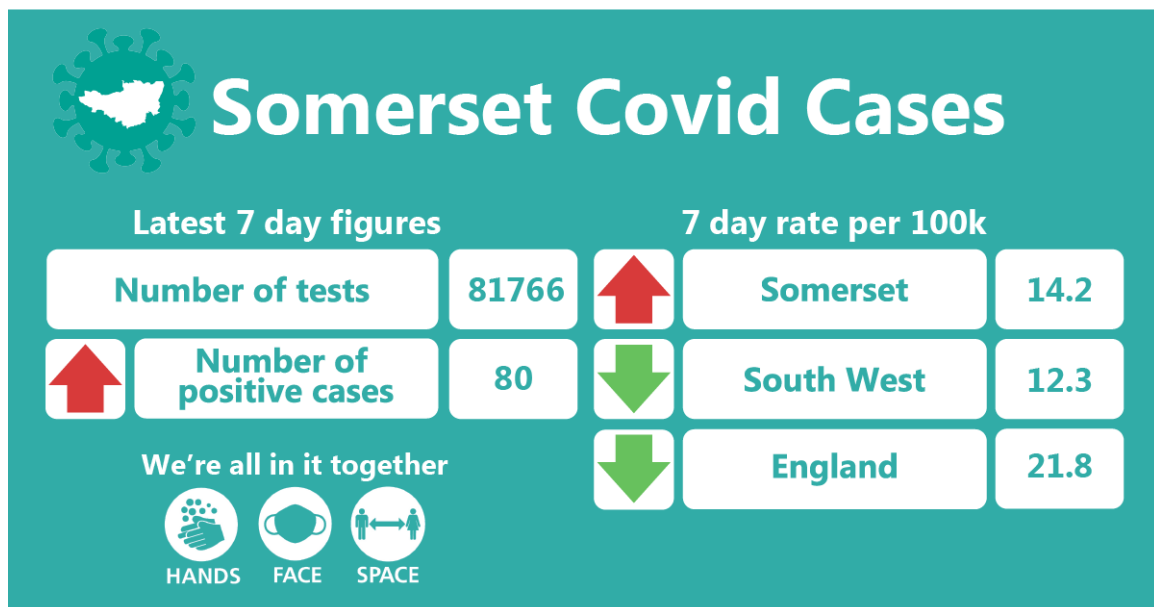 Somerset Covid Cases
Latest 7 day figures
Number of tests
81766
Number of
positive cases
80
We're all in it together
HANDS
FACE
SPACE
7 day rate per 100k
Somerset
14.2
South West
12.3
England
21.8